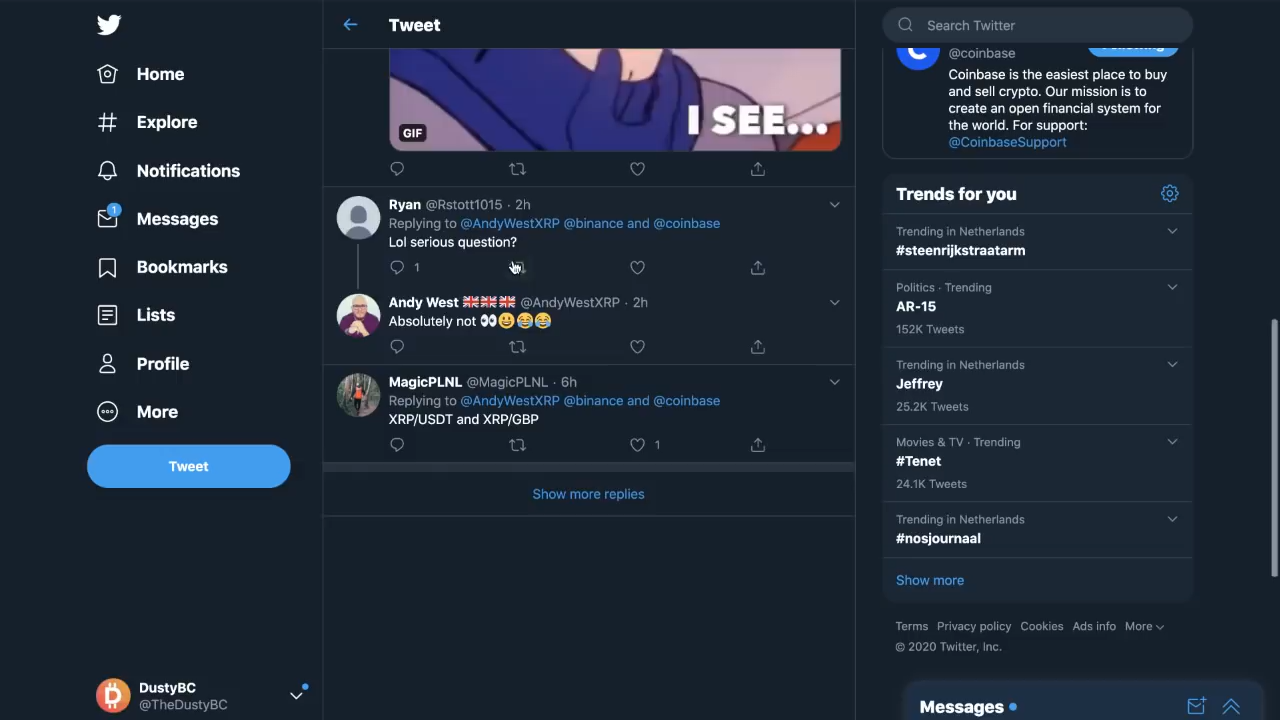 Home
Explore
Notifications
1
Messages
Bookmarks
Lists
Profile
More
Tweet
DustyBC
@TheDustyBC
Tweet
I SEE...
GIF
Ryan @Rstott1015 · 2h
Replying to @AndyWestXRP @binance and @coinbase
Lol serious question?
1
Andy West 🇬🇧🇬🇧🇬🇧 @AndyWestXRP · 2h
Absolutely not 👀😀😂😂
MagicPLNL @MagicPLNL · 6h
Replying to @AndyWestXRP @binance and @coinbase
XRP/USDT and XRP/GBP
1
Show more replies
Search Twitter
@coinbase
Coinbase is the easiest place to buy
and sell crypto. Our mission is to
create an open financial system for
the world. For support:
@CoinbaseSupport
Trends for you
Trending in Netherlands
#steenrijkstraatarm
Politics · Trending
AR-15
152K Tweets
Trending in Netherlands
Jeffrey
25.2K Tweets
Movies & TV · Trending
#Tenet
24.1K Tweets
Trending in Netherlands
#nosjournaal
Show more
Terms Privacy policy Cookies Ads info More
© 2020 Twitter, Inc.
Messages